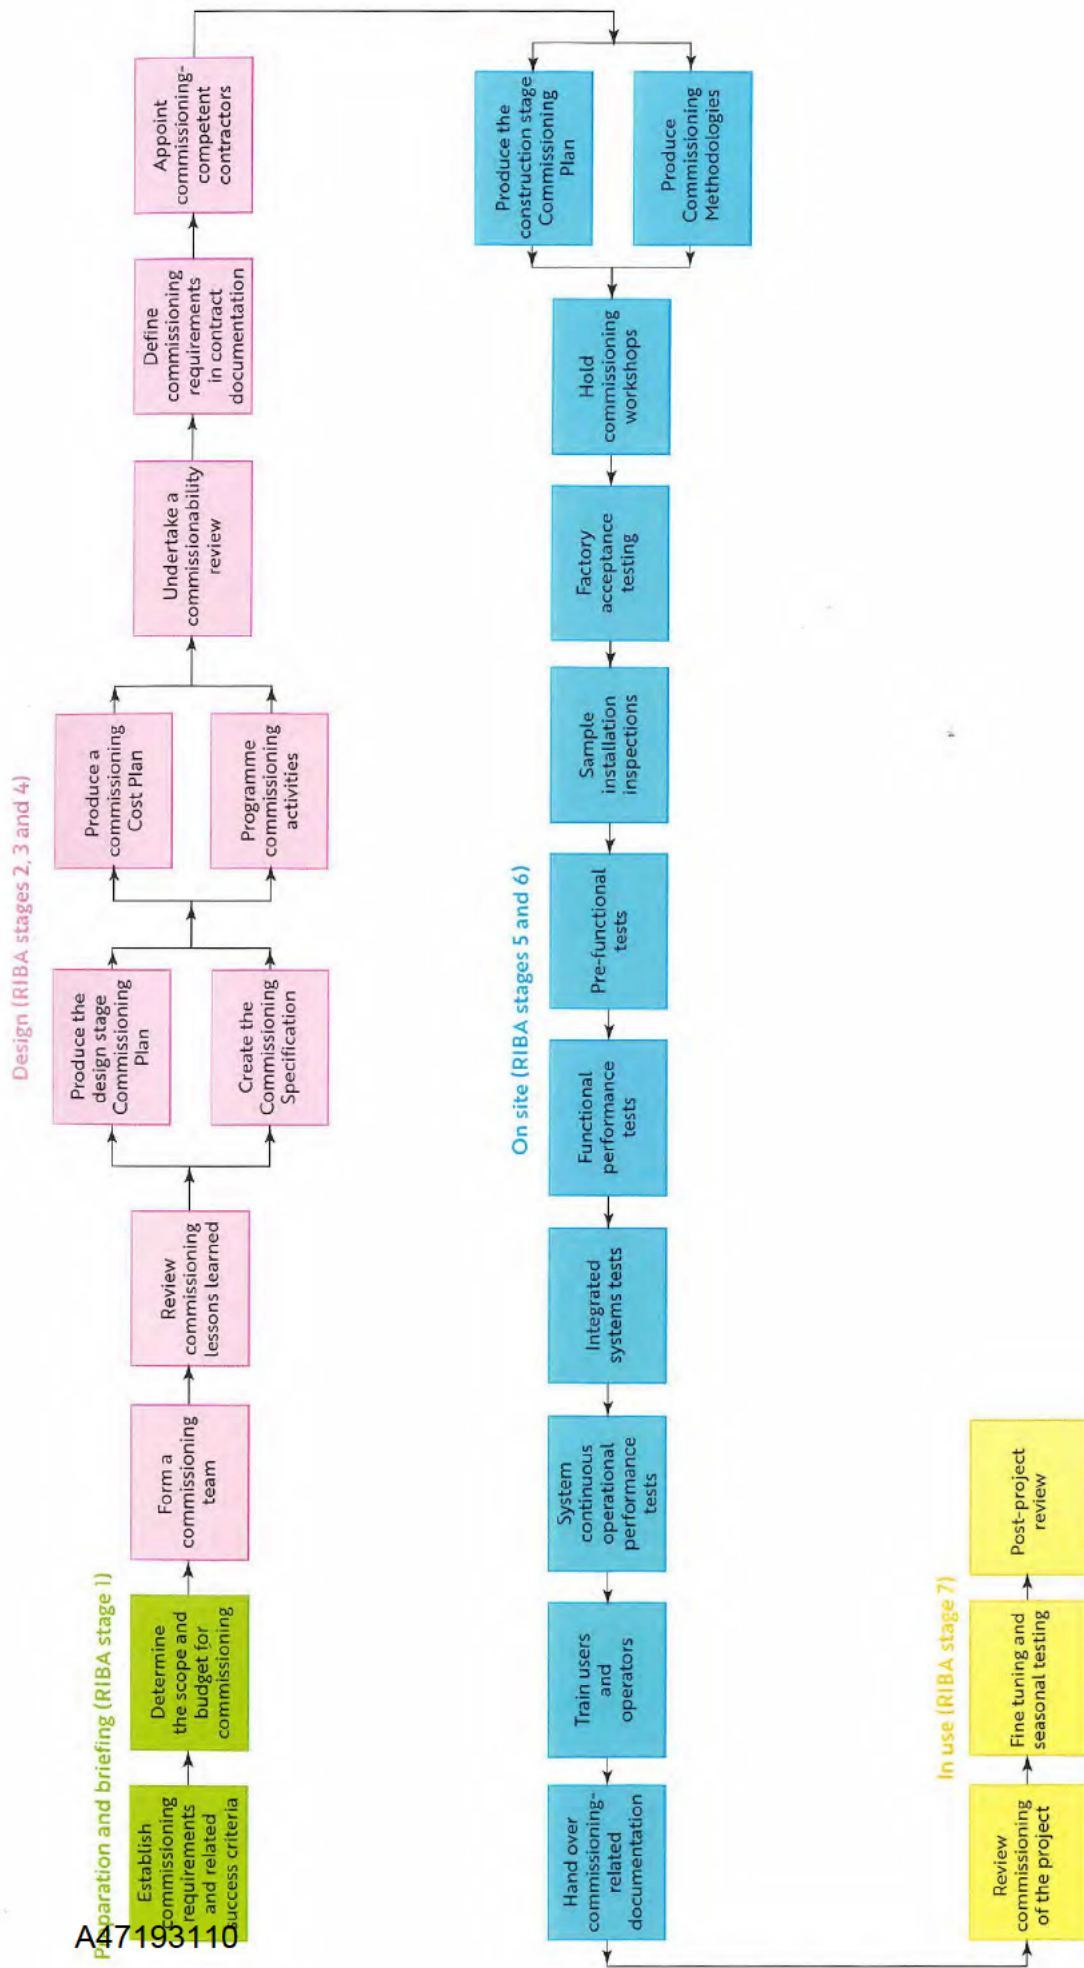 Preparation and briefing (RIBA stage 1)
Establish
commissioning
requirements
and related
success criteria
Determine
the scope and
budget for
commissioning
Design (RIBA stages 2, 3 and 4)
Form a
commissioning
team
Review
commissioning
lessons learned
Produce the
design stage
Commissioning
Plan
Create the
Commissioning
Specification
Produce a
commissioning
Cost Plan
Programme
commissioning
activities
Undertake a
commissionability
review
Define
commissioning
requirements
in contract
documentation
Appoint
commissioning-
competent
contractors
On site (RIBA stages 5 and 6)
Produce the
construction stage
Commissioning
Plan
Produce
Commissioning
Methodologies
Hold
commissioning
workshops
Factory
acceptance
testing
Sample
installation
inspections
Pre-functional
tests
Functional
performance
tests
Integrated
systems tests
System
continuous
operational
performance
tests
Train users
and
operators
Hand over
commissioning-
related
documentation
In use (RIBA stage 7)
Review
commissioning
of the project
Fine tuning and
seasonal testing
Post-project
review
A47193110